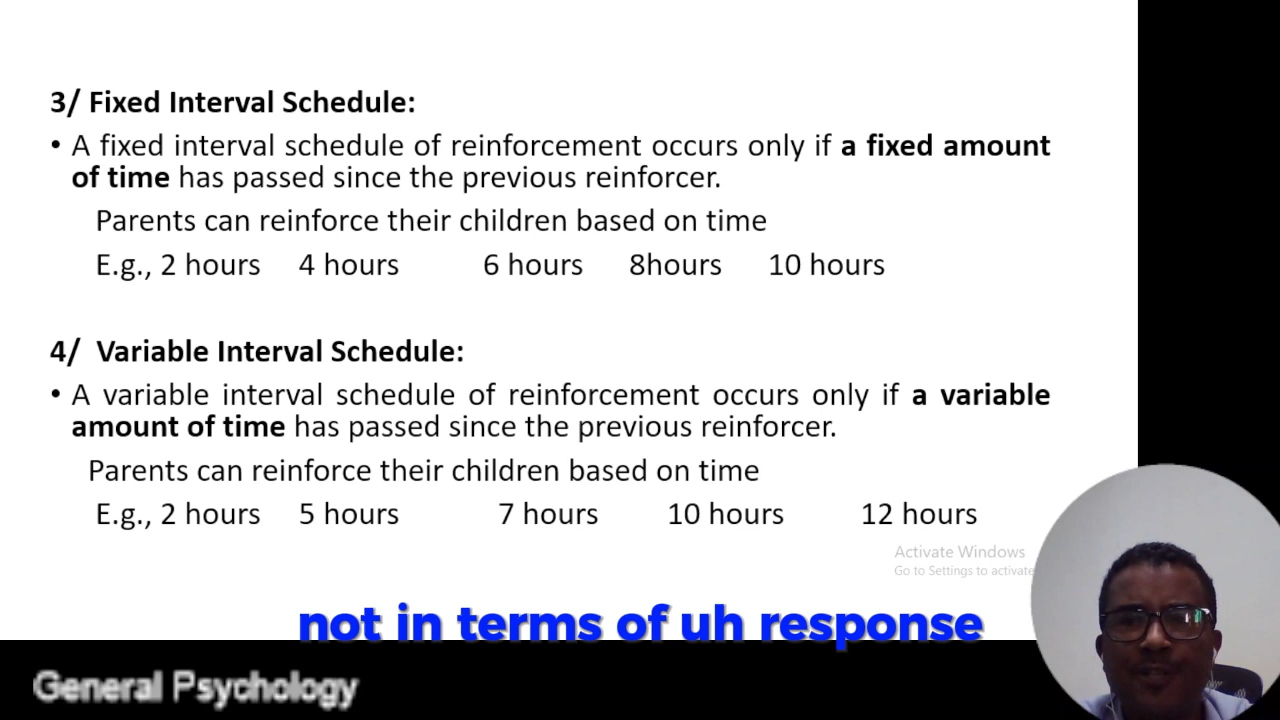 3/ Fixed Interval Schedule:
• A fixed interval schedule of reinforcement occurs only if a fixed amount
of time has passed since the previous reinforcer.
Parents can reinforce their children based on time
E.g., 2 hours 4 hours 6 hours 8hours 10 hours
4/ Variable Interval Schedule:
• A variable interval schedule of reinforcement occurs only if a variable
amount of time has passed since the previous reinforcer.
Parents can reinforce their children based on time
E.g., 2 hours 5 hours 7 hours 10 hours 12 hours
Activate Windows
Go to Settings to activate
not in terms of uh response
General Psychology